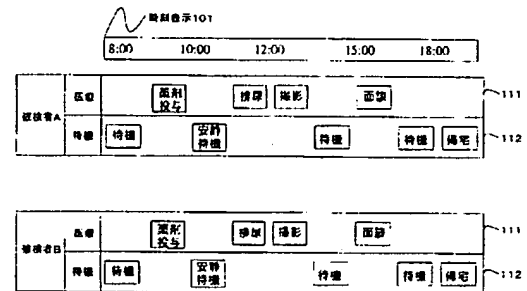 時刻表示101
8:00 10:00 12:00 15:00 18:00
被検者A
医療 薬剤投与 排尿 撮影 面談 111
待機 待機 安静待機 待機 待機 帰宅 112
被検者B
医療 薬剤投与 排尿 撮影 面談 111
待機 待機 安静待機 待機 待機 帰宅 112